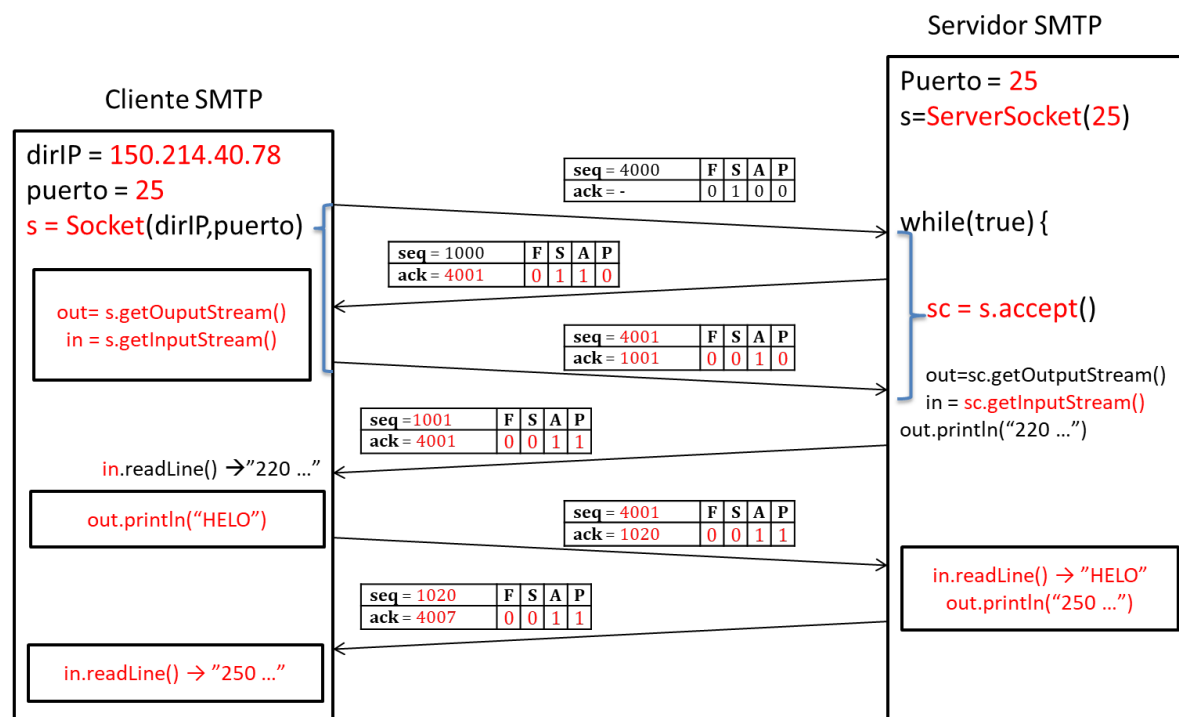 Servidor SMTP
Cliente SMTP
Puerto = 25
s=ServerSocket(25)
dirIP = 150.214.40.78
puerto = 25
s = Socket(dirIP,puerto)
seq = 4000 F S A P
ack = - 0 1 0 0
while(true) {
seq = 1000 F S A P
ack = 4001 0 1 1 0
out= s.getOuputStream()
in = s.getInputStream()
sc = s.accept()
seq = 4001 F S A P
ack = 1001 0 0 1 0
out=sc.getOutputStream()
in = sc.getInputStream()
out.println(“220 ...”)
seq =1001 F S A P
ack = 4001 0 0 1 1
in.readLine() →”220 ...”
out.println(“HELO”)
seq = 4001 F S A P
ack = 1020 0 0 1 1
in.readLine() → ”HELO”
out.println(“250 ...”)
seq = 1020 F S A P
ack = 4007 0 0 1 1
in.readLine() → ”250 ...”